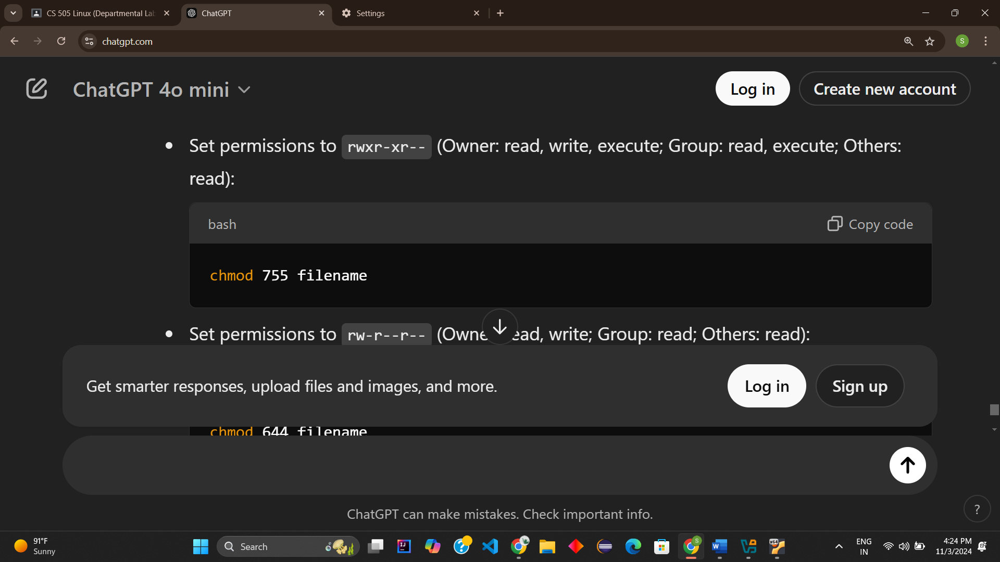 CS 505 Linux (Departmental Lab
ChatGPT
Settings
chatgpt.com
S
ChatGPT 4o mini
Log in
Create new account
Set permissions to rwxr-xr-- (Owner: read, write, execute; Group: read, execute; Others:
read):
bash
Copy code
chmod 755 filename
Set permissions to rw-r--r-- (Owne ead, write; Group: read; Others: read):
Get smarter responses, upload files and images, and more.
Log in
Sign up
chmod 644 filename
ChatGPT can make mistakes. Check important info.
?
91°F
Sunny
Search
ENG
IN
4:24 PM
11/3/2024